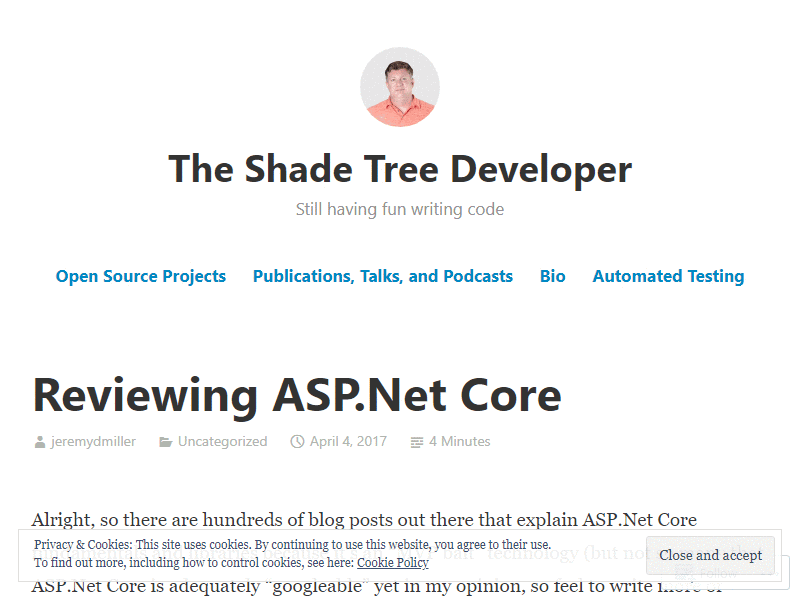 The Shade Tree Developer
Still having fun writing code
Open Source Projects Publications, Talks, and Podcasts Bio Automated Testing
Reviewing ASP.Net Core
jeremydmiller Uncategorized April 4, 2017 4 Minutes
Alright, so there are hundreds of blog posts out there that explain ASP.Net Core
Privacy & Cookies: This site uses cookies. By continuing to use this website, you agree to their use.
To find out more, including how to control cookies, see here: Cookie Policy
Close and accept
technology (but not
Follow
ASP.Net Core is adequately “googleable” yet in my opinion, so feel to write more or